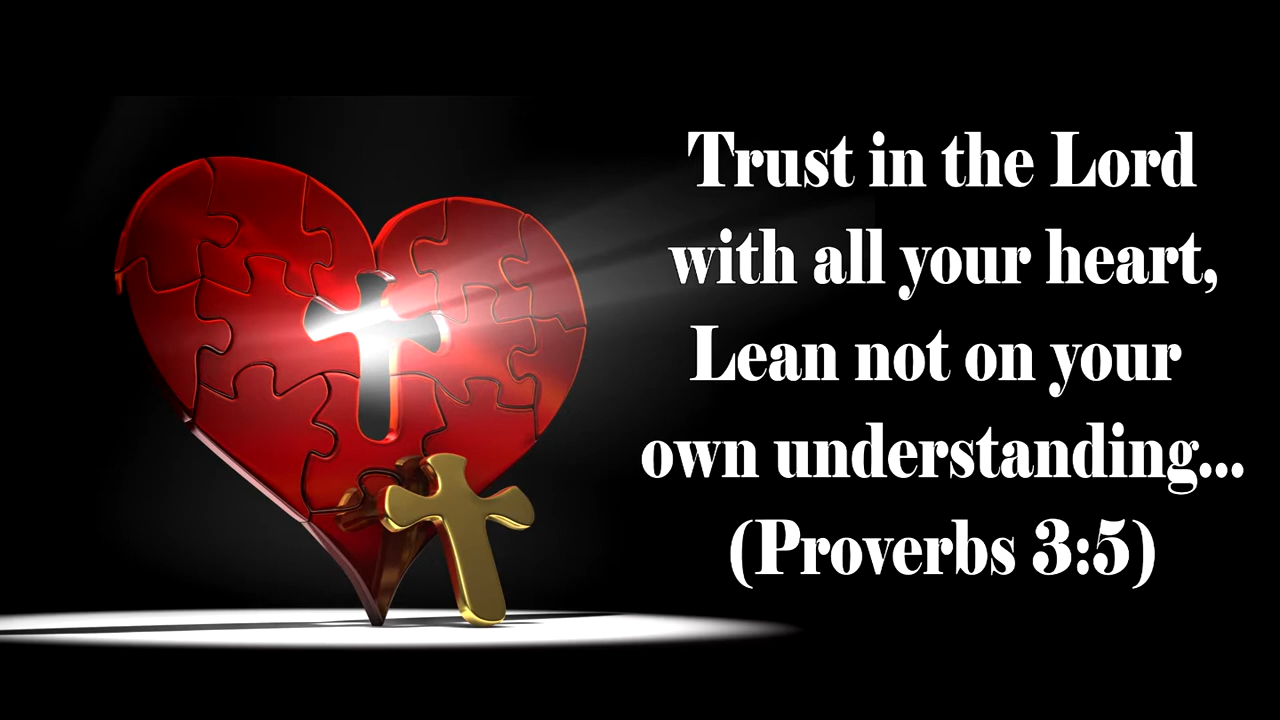 Trust in the Lord
with all your heart,
Lean not on your
own understanding...
(Proverbs 3:5)